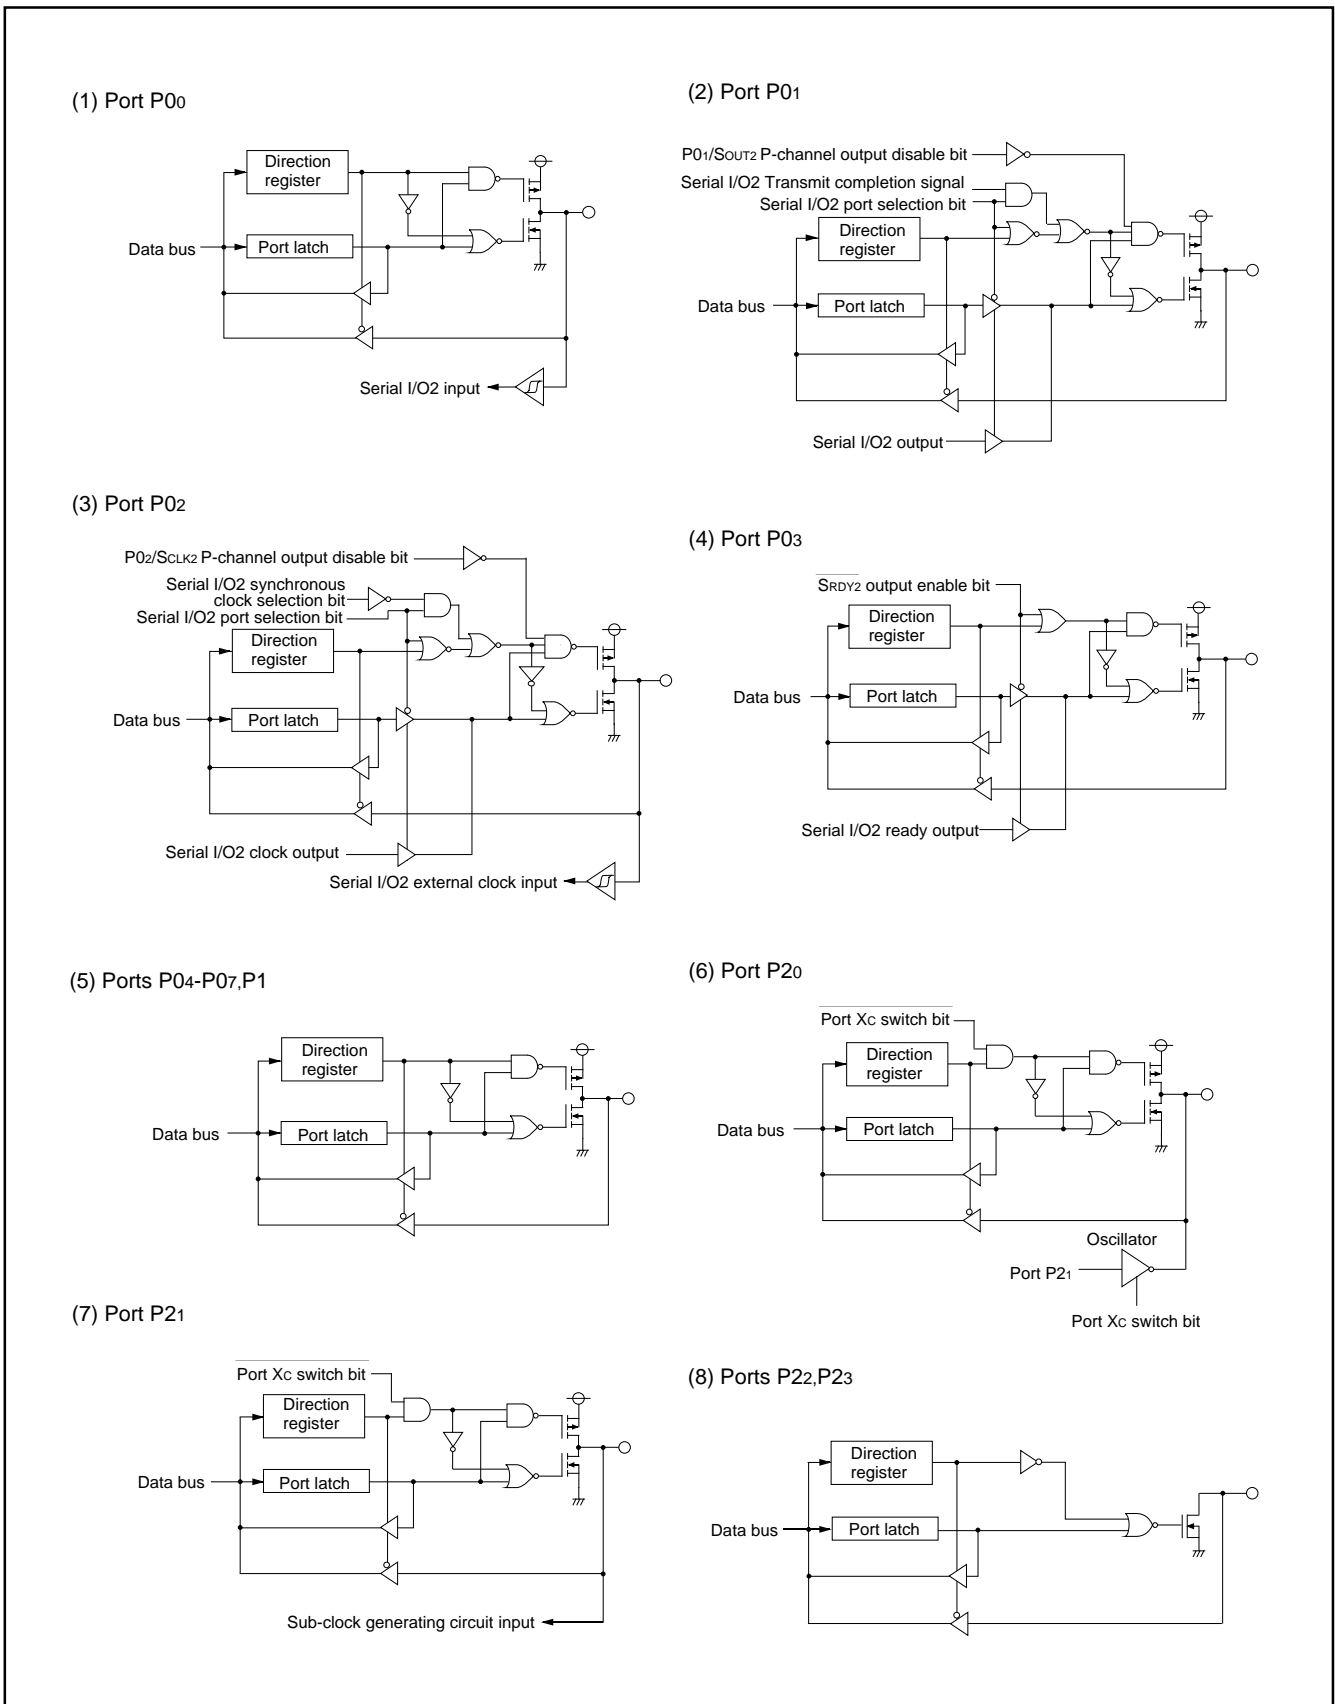 (1) Port P00
Direction
register
Data bus
Port latch
Serial I/O2 input
(2) Port P01
P01/SOUT2 P-channel output disable bit
Serial I/O2 Transmit completion signal
Serial I/O2 port selection bit
Direction
register
Data bus
Port latch
Serial I/O2 output
(3) Port P02
P02/SCLK2 P-channel output disable bit
Serial I/O2 synchronous
clock selection bit
Serial I/O2 port selection bit
Direction
register
Data bus
Port latch
Serial I/O2 clock output
Serial I/O2 external clock input
(4) Port P03
SRDY2 output enable bit
Direction
register
Data bus
Port latch
Serial I/O2 ready output
(5) Ports P04-P07,P1
Direction
register
Data bus
Port latch
(6) Port P20
Port XC switch bit
Direction
register
Data bus
Port latch
Oscillator
Port P21
Port XC switch bit
(7) Port P21
Port XC switch bit
Direction
register
Data bus
Port latch
Sub-clock generating circuit input
(8) Ports P22,P23
Direction
register
Data bus
Port latch